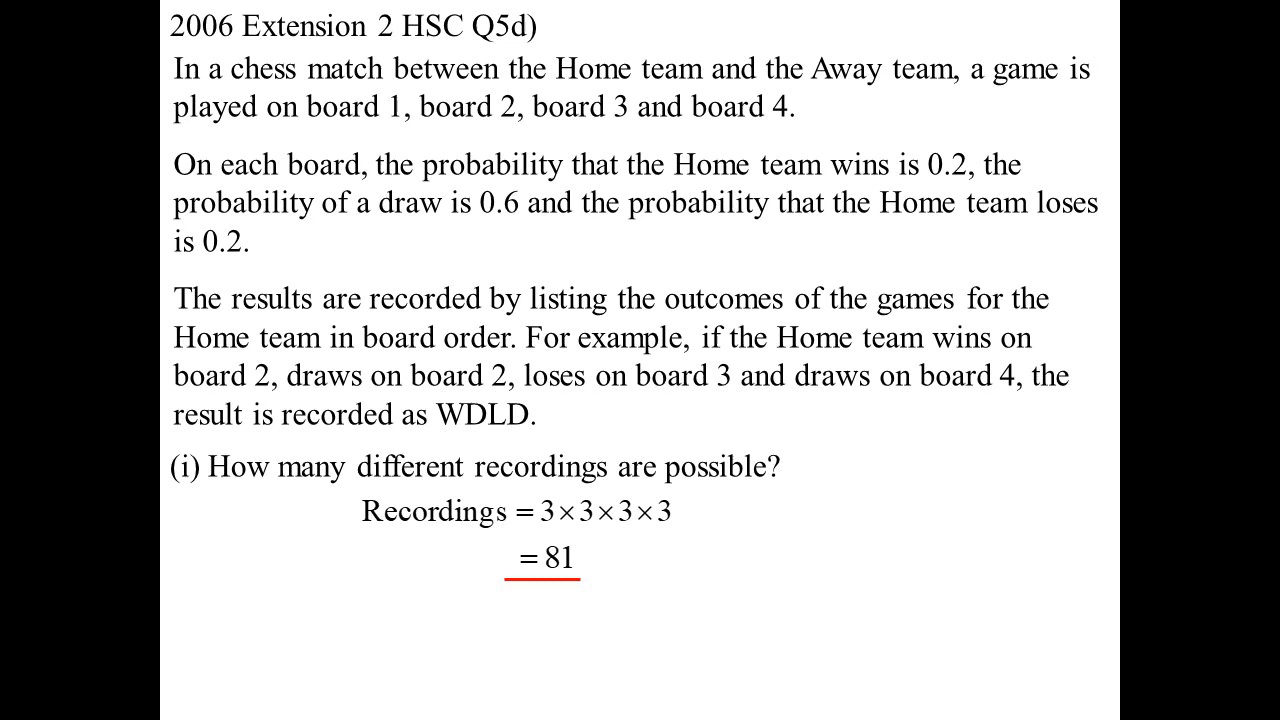 2006 Extension 2 HSC Q5d)
In a chess match between the Home team and the Away team, a game is
played on board 1, board 2, board 3 and board 4.
On each board, the probability that the Home team wins is 0.2, the
probability of a draw is 0.6 and the probability that the Home team loses
is 0.2.
The results are recorded by listing the outcomes of the games for the
Home team in board order. For example, if the Home team wins on
board 2, draws on board 2, loses on board 3 and draws on board 4, the
result is recorded as WDLD.
(i) How many different recordings are possible?
Recordings = 3×3×3×3
= 81